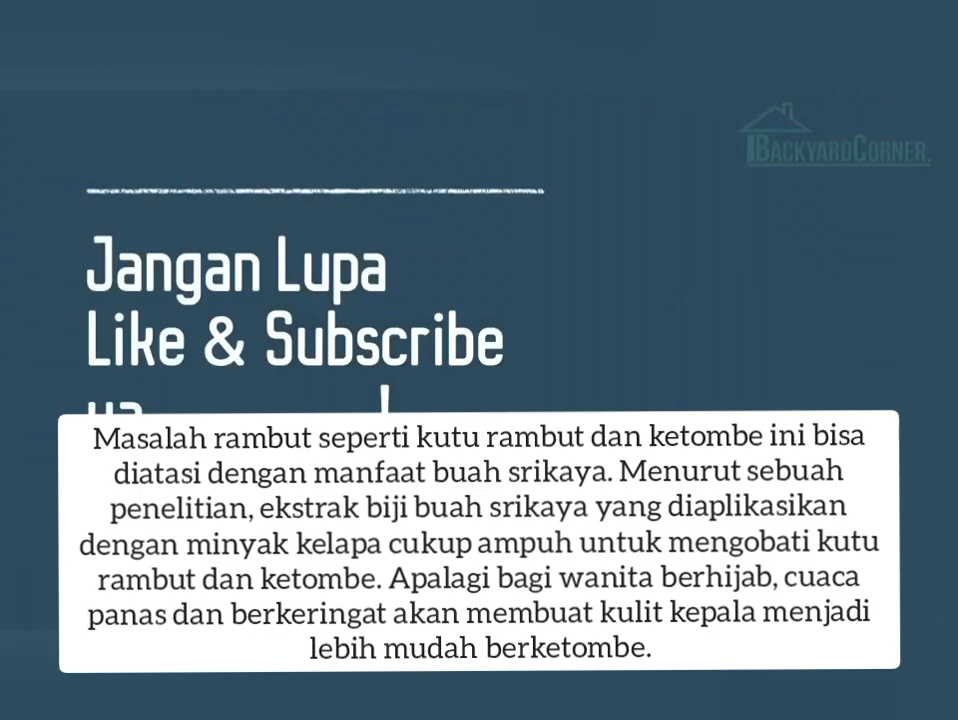 BACKYARDCORNER.
Jangan Lupa
Like & Subscribe
Masalah rambut seperti kutu rambut dan ketombe ini bisa
diatasi dengan manfaat buah srikaya. Menurut sebuah
penelitian, ekstrak biji buah srikaya yang diaplikasikan
dengan minyak kelapa cukup ampuh untuk mengobati kutu
rambut dan ketombe. Apalagi bagi wanita berhijab, cuaca
panas dan berkeringat akan membuat kulit kepala menjadi
lebih mudah berketombe.